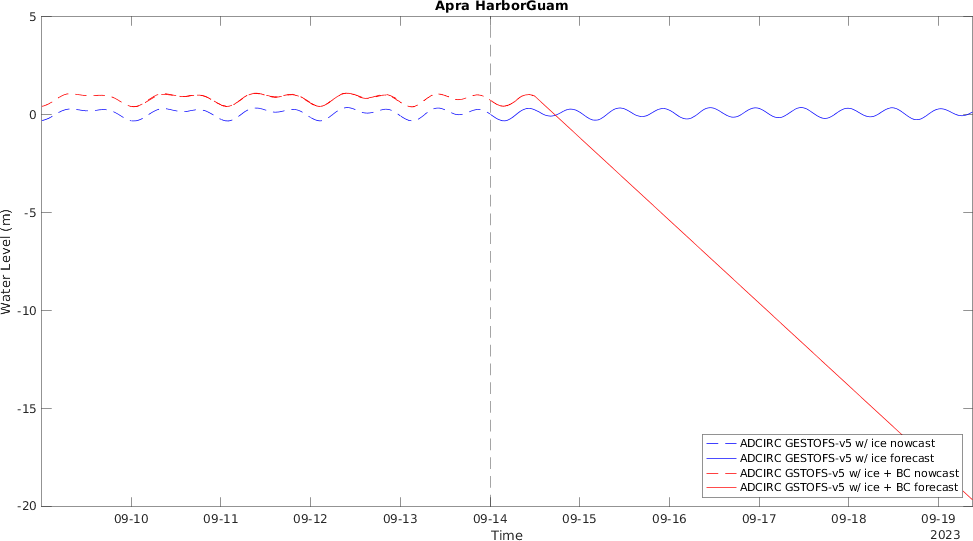 Apra HarborGuam
5
0
-5
-10
-15
-20
Water Level (m)
ADCIRC GESTOFS-v5 w/ ice nowcast
ADCIRC GESTOFS-v5 w/ ice forecast
ADCIRC GSTOFS-v5 w/ ice + BC nowcast
ADCIRC GSTOFS-v5 w/ ice + BC forecast
09-10 09-11 09-12 09-13 09-14 09-15 09-16 09-17 09-18 09-19
Time
2023